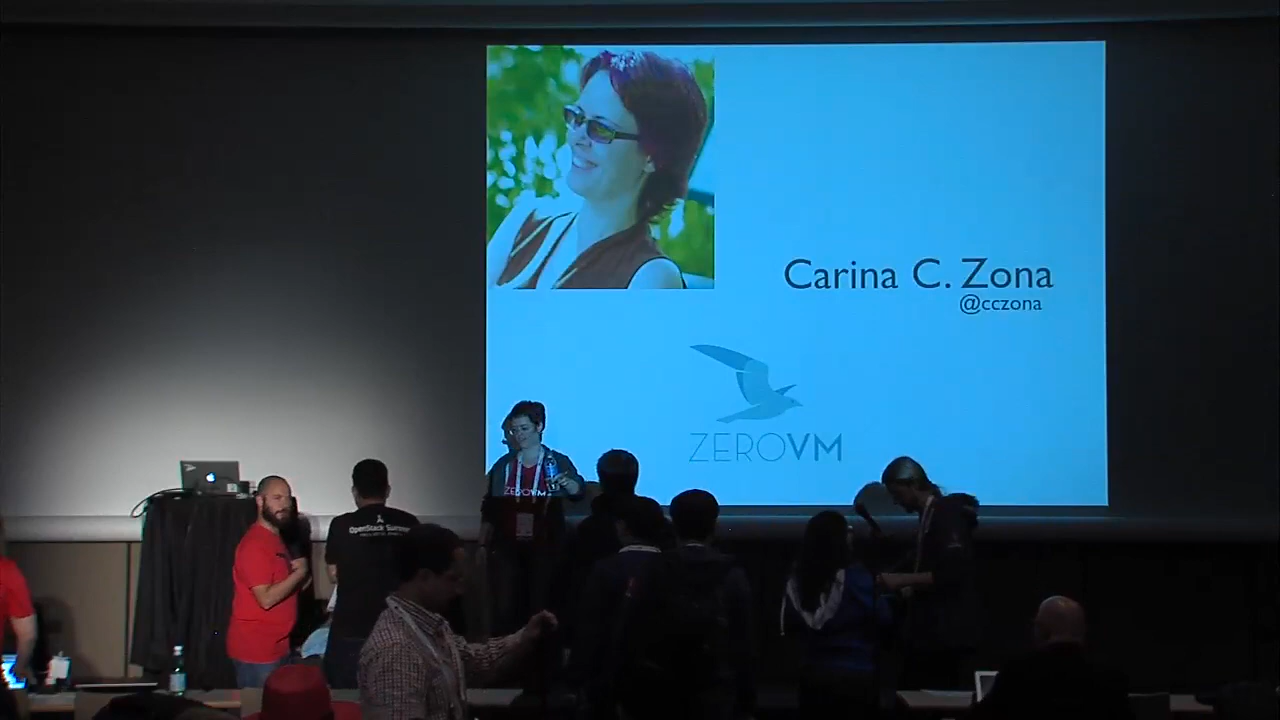 Carina C. Zona
@cczona
ZEROVM
ZEROVM
OpenStack Summit